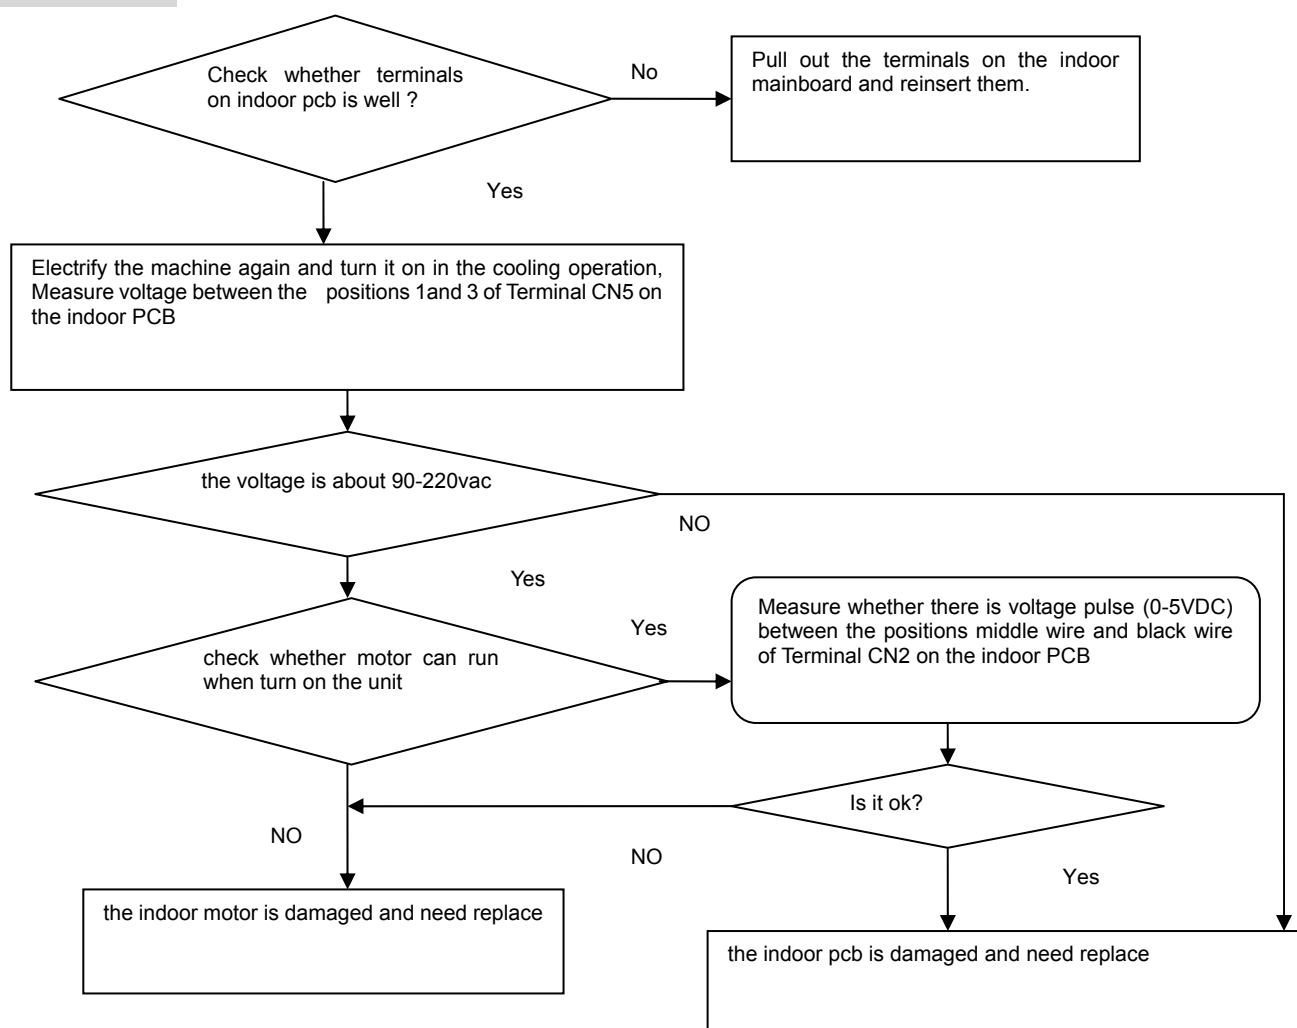 Check whether terminals
on indoor pcb is well ?
No
Pull out the terminals on the indoor
mainboard and reinsert them.
Yes
Electrify the machine again and turn it on in the cooling operation,
Measure voltage between the positions 1and 3 of Terminal CN5 on
the indoor PCB
the voltage is about 90-220vac
NO
Yes
check whether motor can run
when turn on the unit
Yes
Measure whether there is voltage pulse (0-5VDC)
between the positions middle wire and black wire
of Terminal CN2 on the indoor PCB
Is it ok?
NO
NO
Yes
the indoor motor is damaged and need replace
the indoor pcb is damaged and need replace